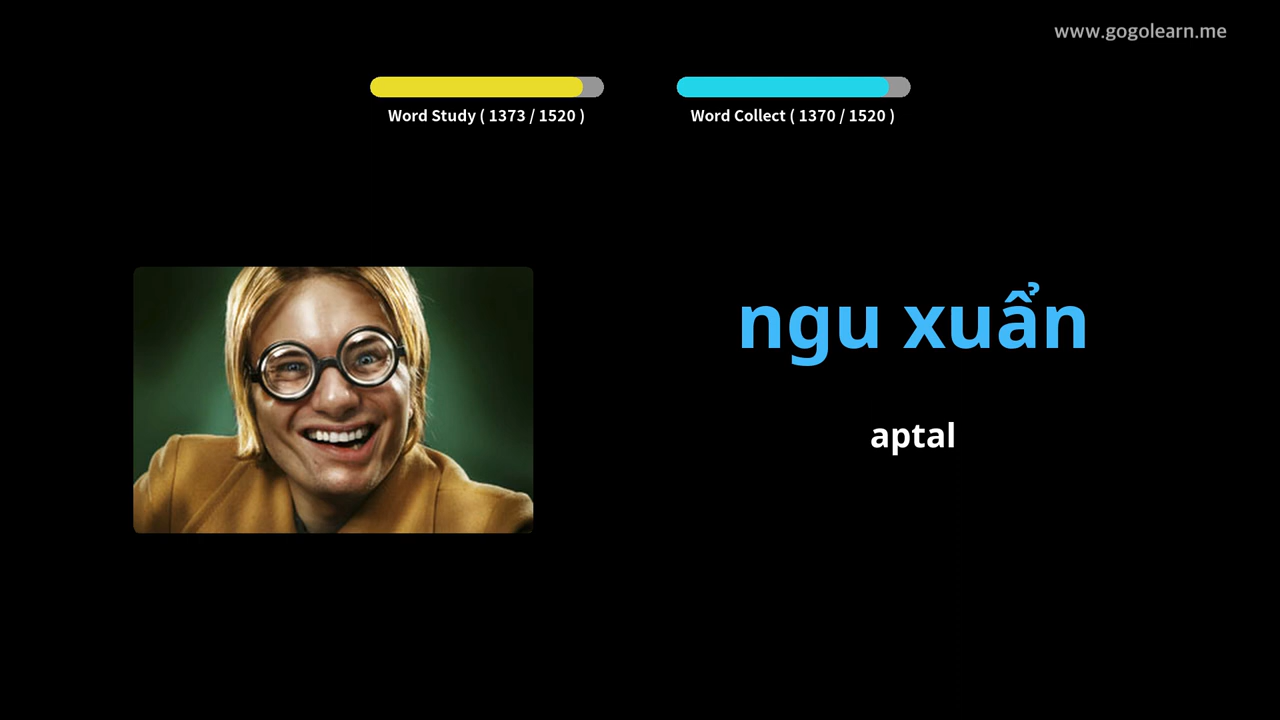 www.gogolearn.me
Word Study ( 1373 / 1520 )
Word Collect ( 1370 / 1520 )
ngu xuẩn
aptal